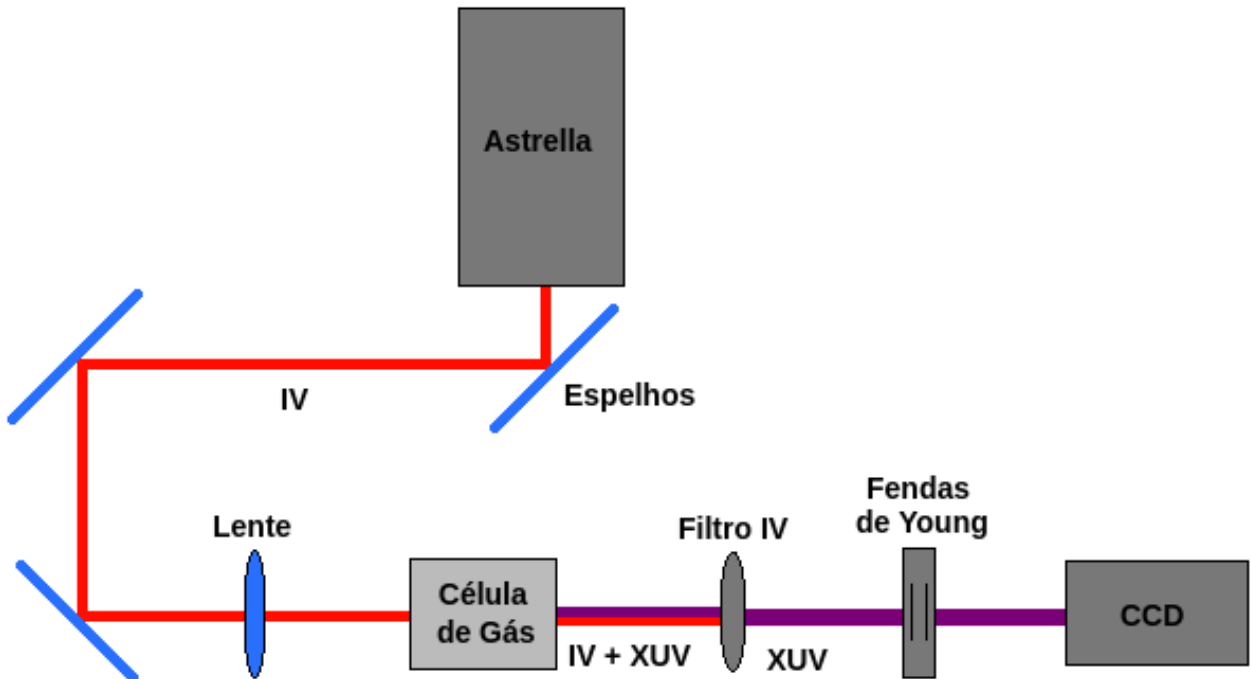 Astrella
IV
Espelhos
Lente
Célula
de Gás
IV + XUV
Filtro IV
XUV
Fendas
de Young
CCD